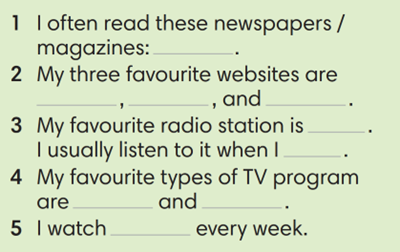 1 I often read these newspapers /
magazines: ________ .
2 My three favourite websites are
________ , ________ , and ________ .
3 My favourite radio station is ______ .
I usually listen to it when I ______ .
4 My favourite types of TV program
are ________ and ________ .
5 I watch ________ every week.